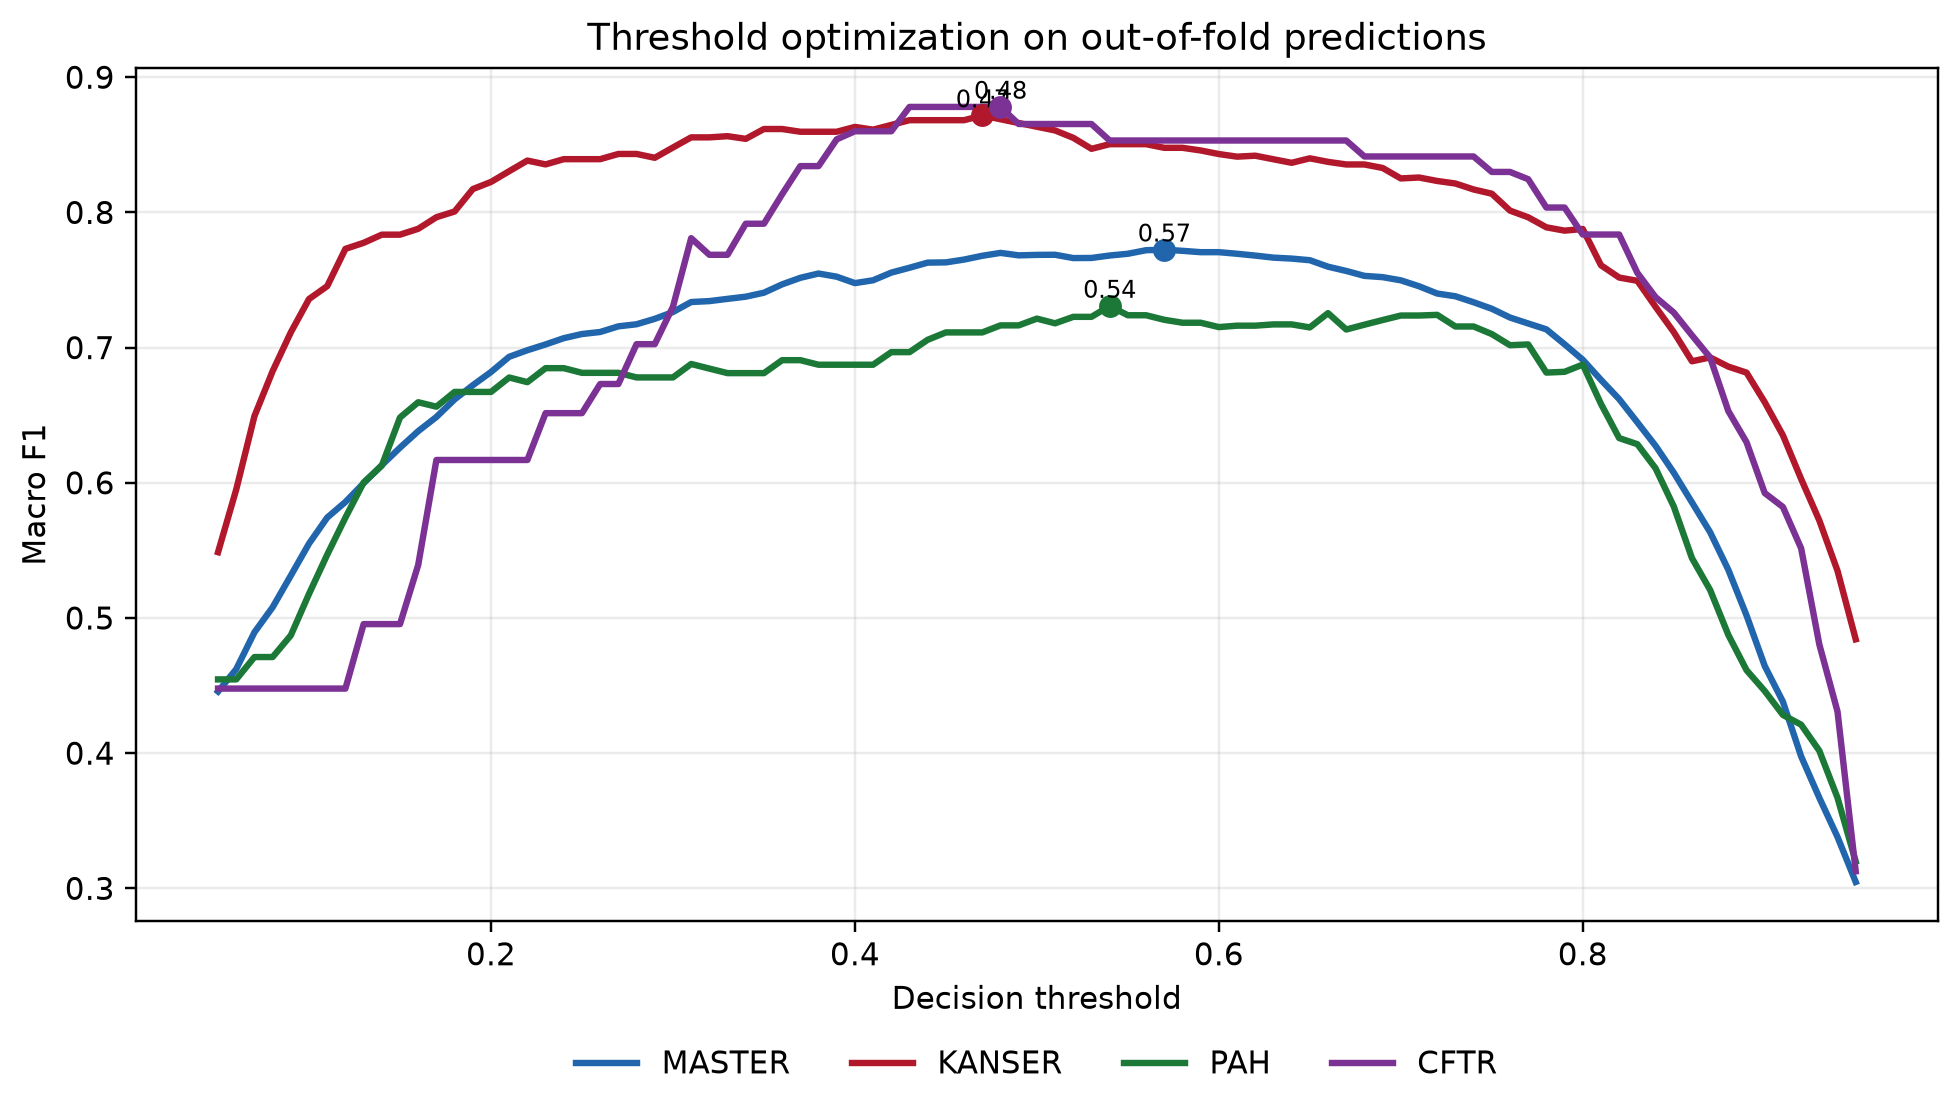 Threshold optimization on out-of-fold predictions
Macro F1
0.9
0.8
0.7
0.6
0.5
0.4
0.3
0.48
0.57
0.54
0.2 0.4 0.6 0.8
Decision threshold
MASTER KANSER PAH CFTR